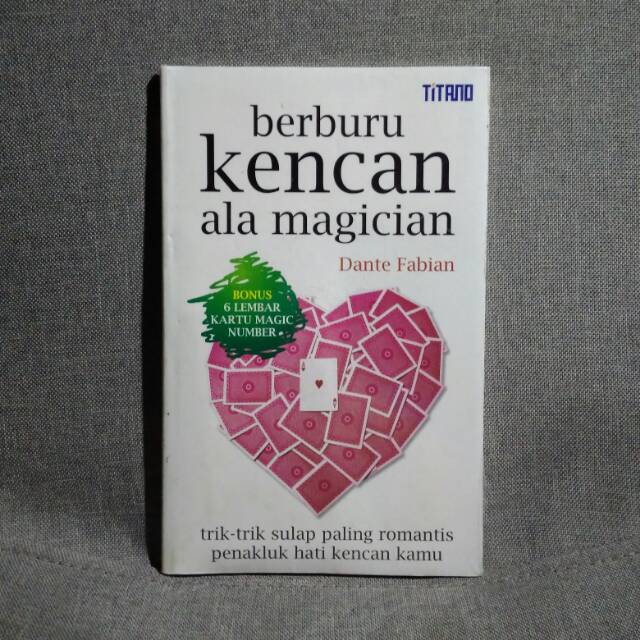 TiTANO
berburu
kencan
ala magician
Dante Fabian
BONUS
6 LEMBAR
KARTU MAGIC
NUMBER
trik-trik sulap paling romantis
penakluk hati kencan kamu